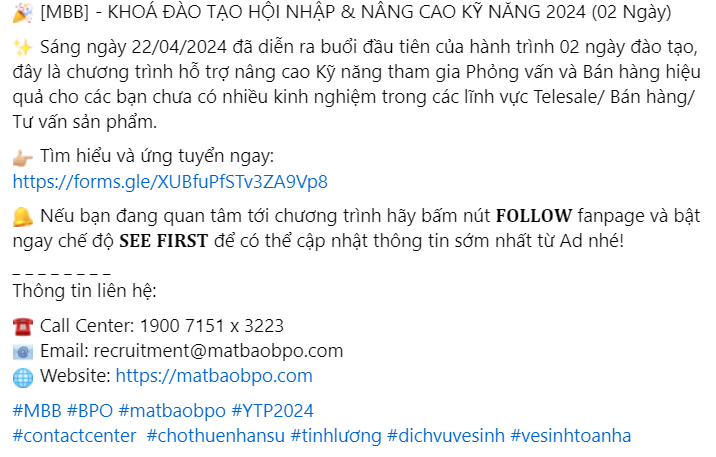 🎉 [MBB] - KHOÁ ĐÀO TẠO HỘI NHẬP & NÂNG CAO KỸ NĂNG 2024 (02 Ngày)
✨ Sáng ngày 22/04/2024 đã diễn ra buổi đầu tiên của hành trình 02 ngày đào tạo,
đây là chương trình hỗ trợ nâng cao Kỹ năng tham gia Phỏng vấn và Bán hàng hiệu
quả cho các bạn chưa có nhiều kinh nghiệm trong các lĩnh vực Telesale/ Bán hàng/
Tư vấn sản phẩm.
👉🏼 Tìm hiểu và ứng tuyển ngay:
https://forms.gle/XUBfuPfSTv3ZA9Vp8
🔔 Nếu bạn đang quan tâm tới chương trình hãy bấm nút FOLLOW fanpage và bật
ngay chế độ SEE FIRST để có thể cập nhật thông tin sớm nhất từ Ad nhé!
_ _ _ _ _ _ _ _
Thông tin liên hệ:
☎️ Call Center: 1900 7151 x 3223
📧 Email: recruitment@matbaobpo.com
🌐 Website: https://matbaobpo.com
#MBB #BPO #matbaobpo #YTP2024
#contactcenter #chothuenhansu #tinhlương #dichvuvesinh #vesinhtoanha